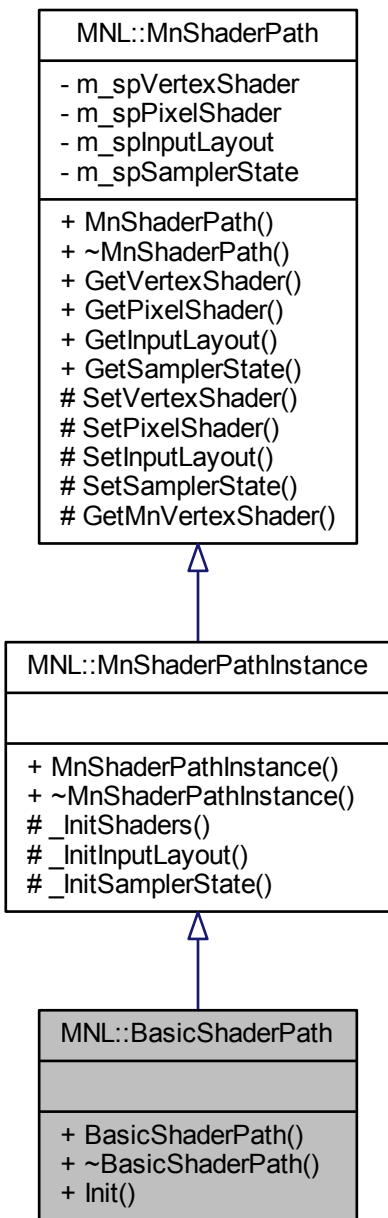 MNL::MnShaderPath
- m_spVertexShader
- m_spPixelShader
- m_spInputLayout
- m_spSamplerState
+ MnShaderPath()
+ ~MnShaderPath()
+ GetVertexShader()
+ GetPixelShader()
+ GetInputLayout()
+ GetSamplerState()
# SetVertexShader()
# SetPixelShader()
# SetInputLayout()
# SetSamplerState()
# GetMnVertexShader()
MNL::MnShaderPathInstance
+ MnShaderPathInstance()
+ ~MnShaderPathInstance()
# _InitShaders()
# _InitInputLayout()
# _InitSamplerState()
MNL::BasicShaderPath
+ BasicShaderPath()
+ ~BasicShaderPath()
+ Init()